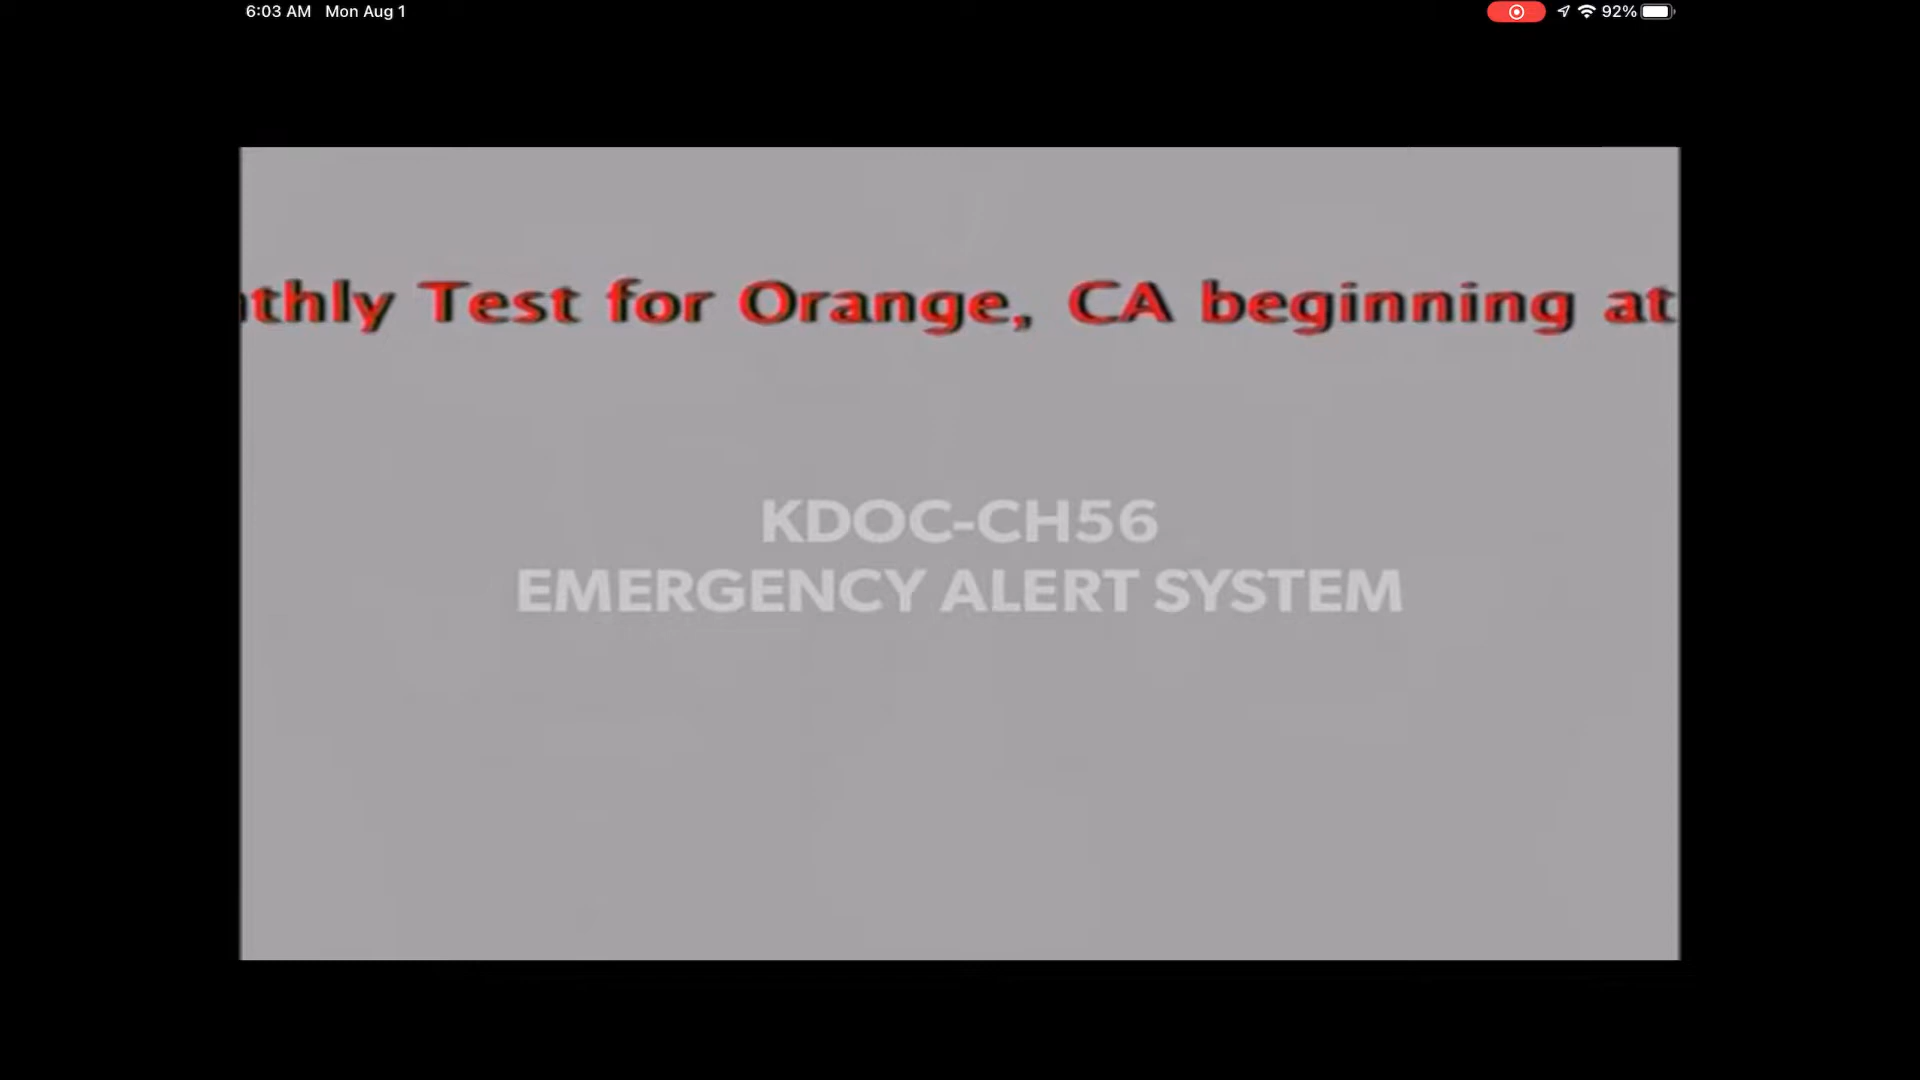 6:03 AM Mon Aug 1
92%
thly Test for Orange, CA beginning at
KDOC-CH56
EMERGENCY ALERT SYSTEM